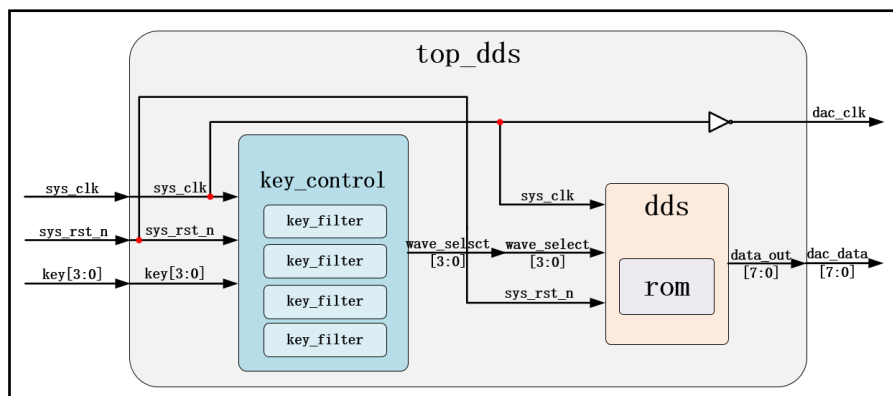 top_dds
dac_clk
sys_clk
sys_clk
key_control
sys_clk
dds
key_filter
sys_rst_n
sys_rst_n
key_filter
wave_selsct
[3:0]
wave_select
[3:0]
data_out
[7:0]
dac_data
[7:0]
key[3:0]
key[3:0]
rom
key_filter
sys_rst_n
key_filter